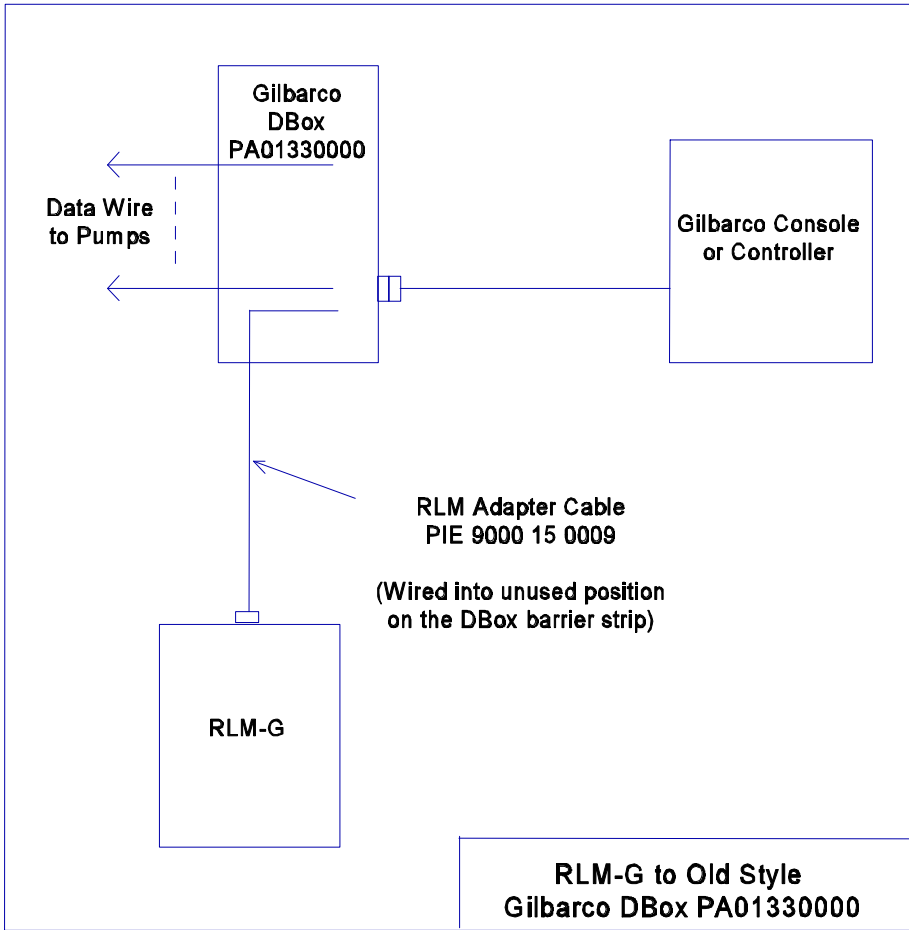 Gilbarco
DBox
PA01330000
Data Wire
to Pumps
Gilbarco Console
or Controller
RLM Adapter Cable
PIE 9000 15 0009
(Wired into unused position
on the DBox barrier strip)
RLM-G
RLM-G to Old Style
Gilbarco DBox PA01330000